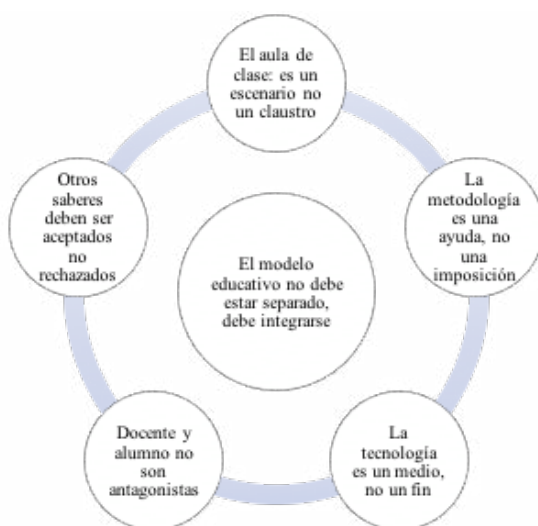 El aula de
clase: es un
escenario no
un claustro
La
metodología
es una
ayuda, no
una
imposición
La
tecnología
es un medio,
no un fin
Docente y
alumno no
son
antagonistas
Otros
saberes
deben ser
aceptados
no
rechazados
El modelo
educativo no debe
estar separado,
debe integrarse